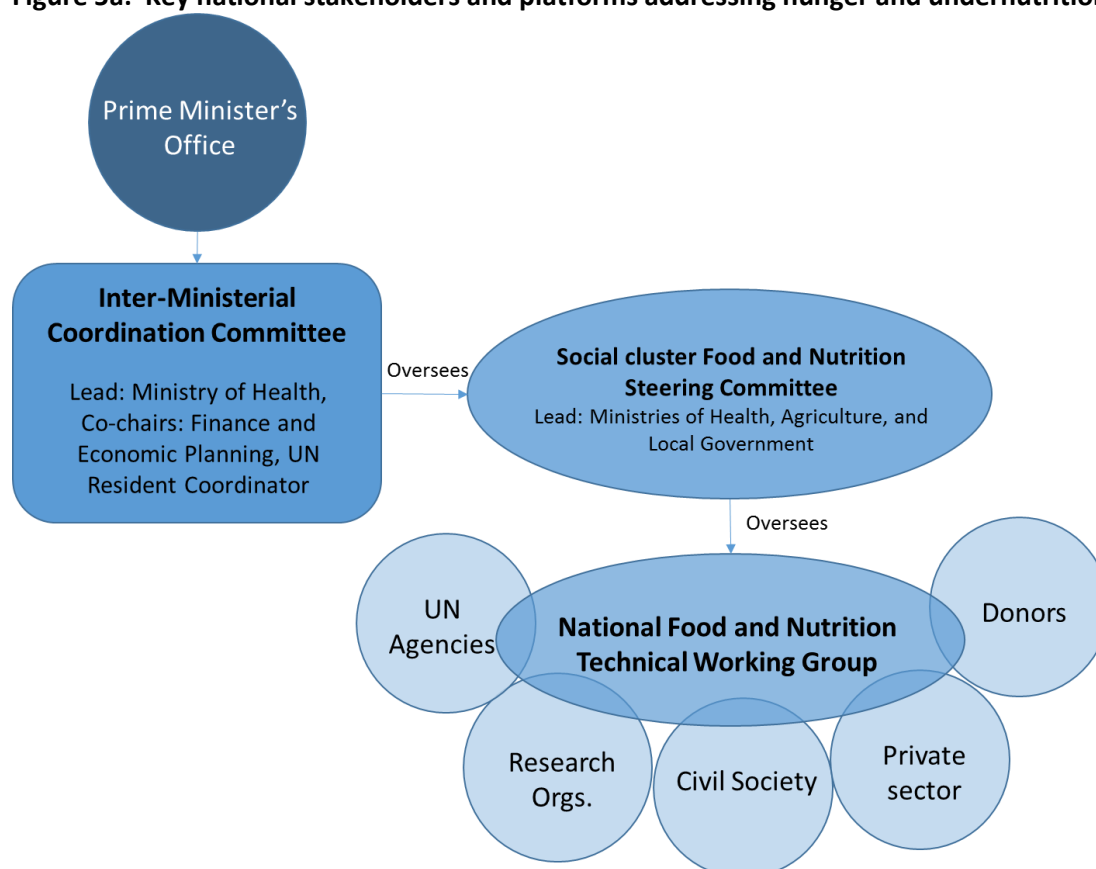 Figure 5a: Key national stakeholders and platforms addressing hunger and undernutrition
Prime Minister's
Office
Inter-Ministerial
Coordination Committee
Lead: Ministry of Health,
Co-chairs: Finance and
Economic Planning, UN
Resident Coordinator
Oversees
Social cluster Food and Nutrition
Steering Committee
Lead: Ministries of Health, Agriculture, and
Local Government
Oversees
UN
Agencies
National Food and Nutrition
Technical Working Group
Donors
Research
Orgs.
Civil Society
Private
sector